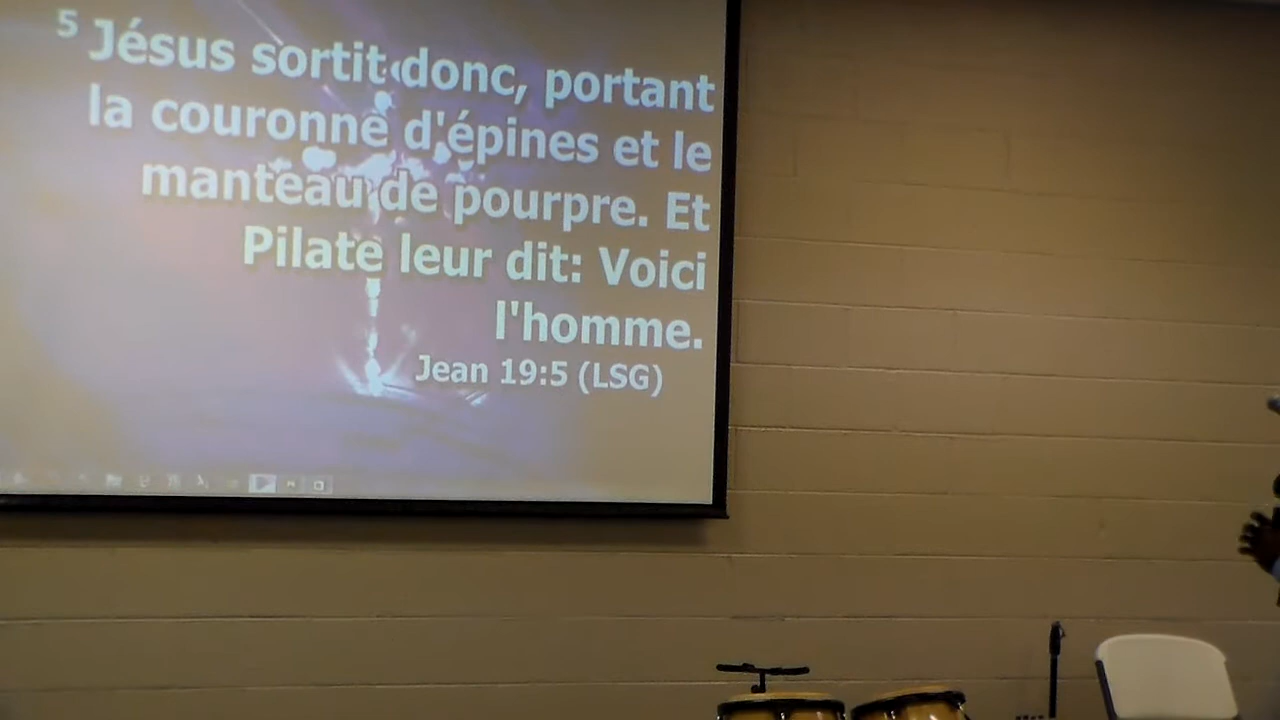 5 Jésus sortit donc, portant
la couronne d'épines et le
manteau de pourpre. Et
Pilate leur dit: Voici
l'homme.
Jean 19:5 (LSG)